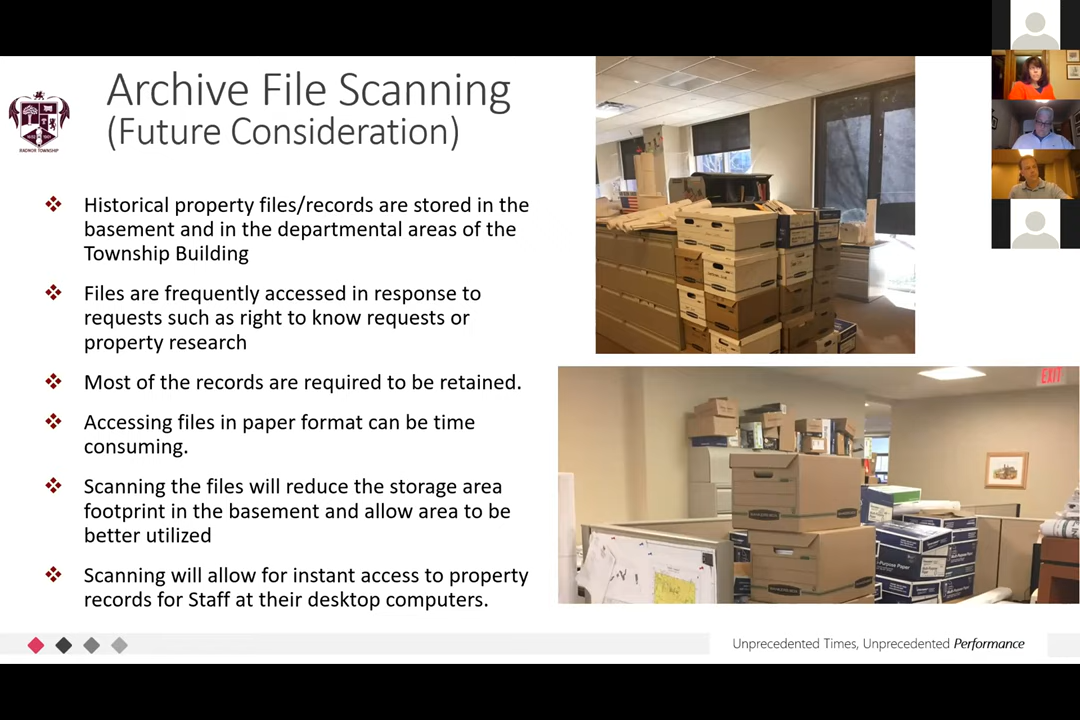 Archive File Scanning
(Future Consideration)
RADNOR TOWNSHIP
Historical property files/records are stored in the
basement and in the departmental areas of the
Township Building
Files are frequently accessed in response to
requests such as right to know requests or
property research
Most of the records are required to be retained.
Accessing files in paper format can be time
consuming.
Scanning the files will reduce the storage area
footprint in the basement and allow area to be
better utilized
Scanning will allow for instant access to property
records for Staff at their desktop computers.
EXIT
Unprecedented Times, Unprecedented Performance